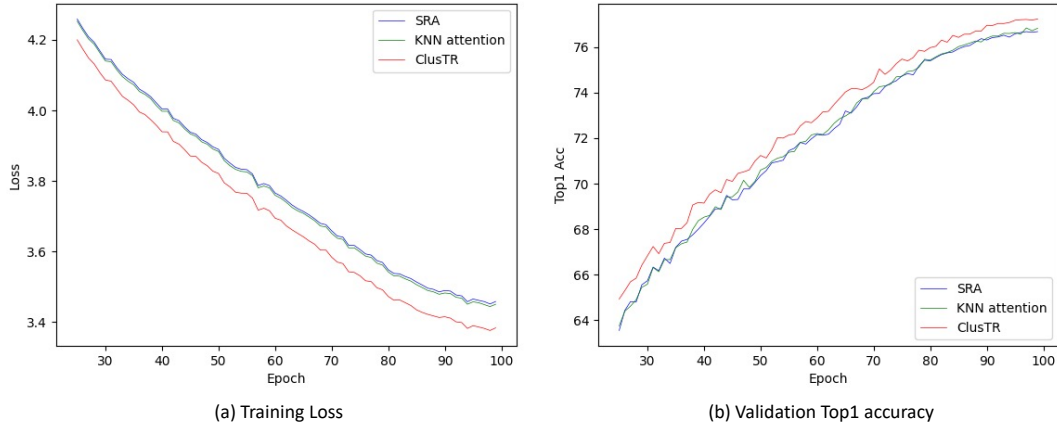 4.2
4.0
3.8
3.6
3.4
Loss
30
40
50
60
70
80
90
100
Epoch
SRA
KNN attention
ClusTR
(a) Training Loss
76
74
72
70
68
66
64
Top1 Acc
30
40
50
60
70
80
90
100
Epoch
SRA
KNN attention
ClusTR
(b) Validation Top1 accuracy